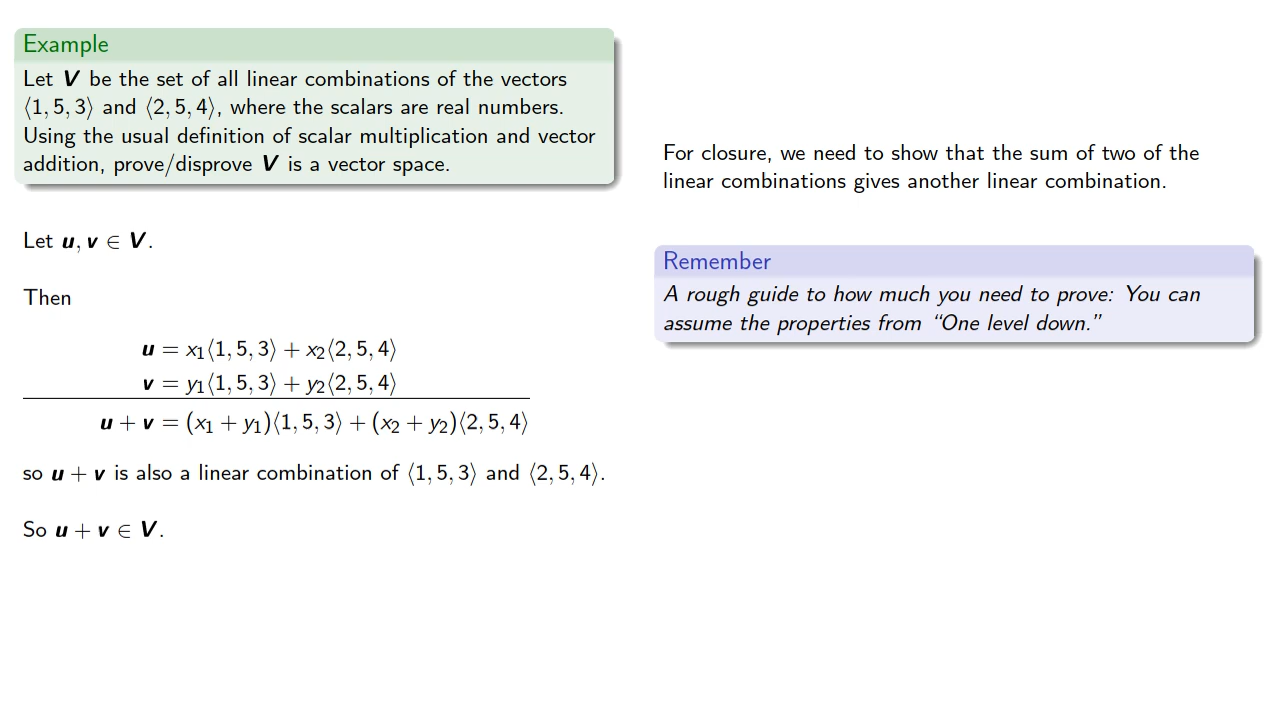 Example
Let V be the set of all linear combinations of the vectors
⟨1, 5, 3⟩ and ⟨2, 5, 4⟩, where the scalars are real numbers.
Using the usual definition of scalar multiplication and vector
addition, prove/disprove V is a vector space.
Let u, v ∈ V.
Then
u = x₁⟨1, 5, 3⟩ + x₂⟨2, 5, 4⟩
v = y₁⟨1, 5, 3⟩ + y₂⟨2, 5, 4⟩
u + v = (x₁ + y₁)⟨1, 5, 3⟩ + (x₂ + y₂)⟨2, 5, 4⟩
so u + v is also a linear combination of ⟨1, 5, 3⟩ and ⟨2, 5, 4⟩.
So u + v ∈ V.
For closure, we need to show that the sum of two of the
linear combinations gives another linear combination.
Remember
A rough guide to how much you need to prove: You can
assume the properties from “One level down.”